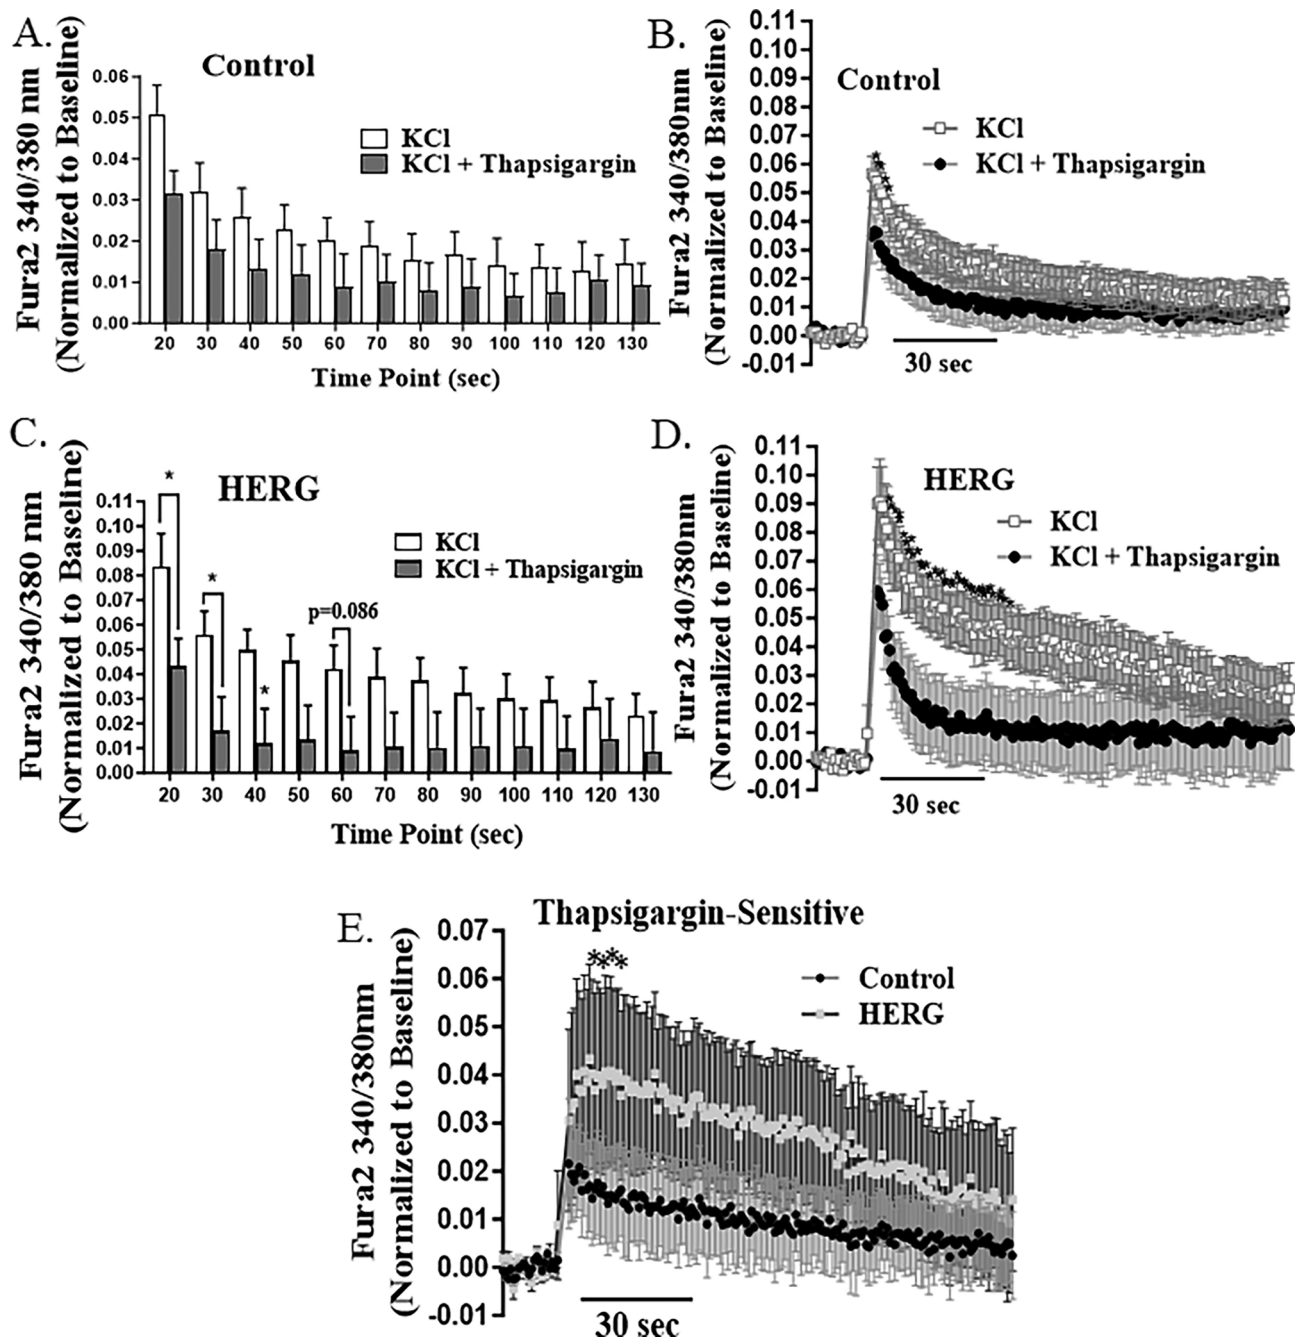 A.
Control
Fura2 340/380 nm
(Normalized to Baseline)
0.06
0.05
0.04
0.03
0.02
0.01
0.00
KCl
KCl + Thapsigargin
20 30 40 50 60 70 80 90 100 110 120 130
Time Point (sec)
B.
Control
Fura2 340/380nm
(Normalized to Baseline)
0.11
0.10
0.09
0.08
0.07
0.06
0.05
0.04
0.03
0.02
0.01
0.00
-0.01
KCl
KCl + Thapsigargin
30 sec
C.
HERG
Fura2 340/380 nm
(Normalized to Baseline)
0.11
0.10
0.09
0.08
0.07
0.06
0.05
0.04
0.03
0.02
0.01
0.00
*
*
*
p=0.086
KCl
KCl + Thapsigargin
20 30 40 50 60 70 80 90 100 110 120 130
Time Point (sec)
D.
HERG
Fura2 340/380nm
(Normalized to Baseline)
0.11
0.10
0.09
0.08
0.07
0.06
0.05
0.04
0.03
0.02
0.01
0.00
-0.01
KCl
KCl + Thapsigargin
30 sec
E.
Thapsigargin-Sensitive
Fura2 340/380nm
(Normalized to Baseline)
0.07
0.06
0.05
0.04
0.03
0.02
0.01
0.00
-0.01
****
Control
HERG
30 sec